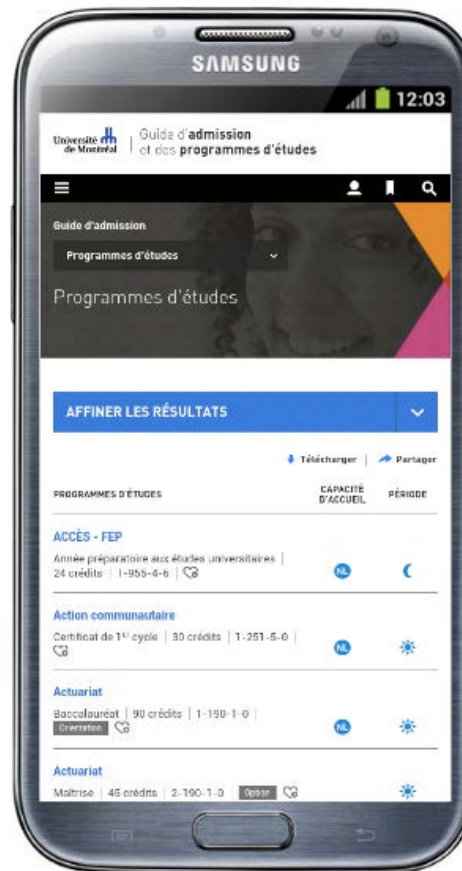 SAMSUNG
12:03
Université de Montréal
Guide d'admission
et des programmes d'études
Guide d'admission
Programmes d'études
Programmes d'études
AFFINER LES RÉSULTATS
Télécharger | Partager
PROGRAMMES D'ÉTUDES CAPACITÉ D'ACCUEIL PÉRIODE
ACCÈS - FEP
Année préparatoire aux études universitaires |
24 crédits | 1-955-4-6 |
NL
Action communautaire
Certificat de 1er cycle | 30 crédits | 1-251-5-0 |
NL
Actuariat
Baccalauréat | 90 crédits | 1-190-1-0 |
Orientation
NL
Actuariat
Maîtrise | 45 crédits | 2-190-1-0 | Option